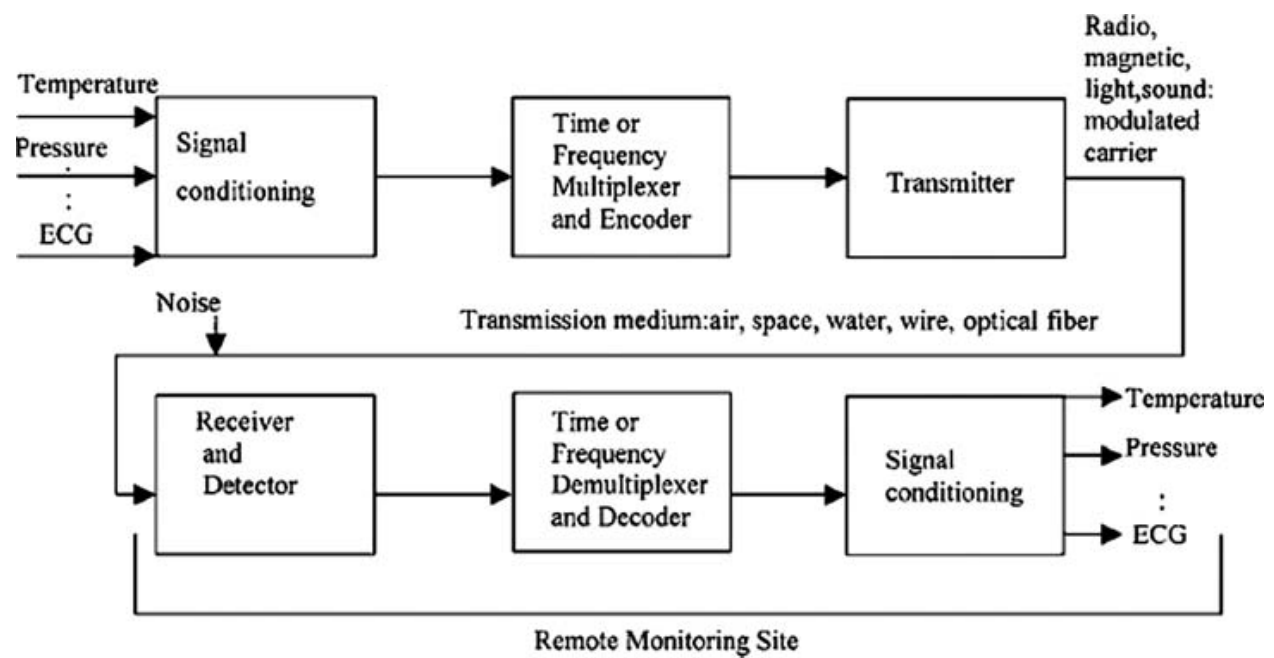 Temperature
Pressure
:
ECG
Signal
conditioning
Time or
Frequency
Multiplexer
and Encoder
Transmitter
Radio,
magnetic,
light,sound:
modulated
carrier
Noise
Transmission medium:air, space, water, wire, optical fiber
Receiver
and
Detector
Time or
Frequency
Demultiplexer
and Decoder
Signal
conditioning
Temperature
Pressure
:
ECG
Remote Monitoring Site